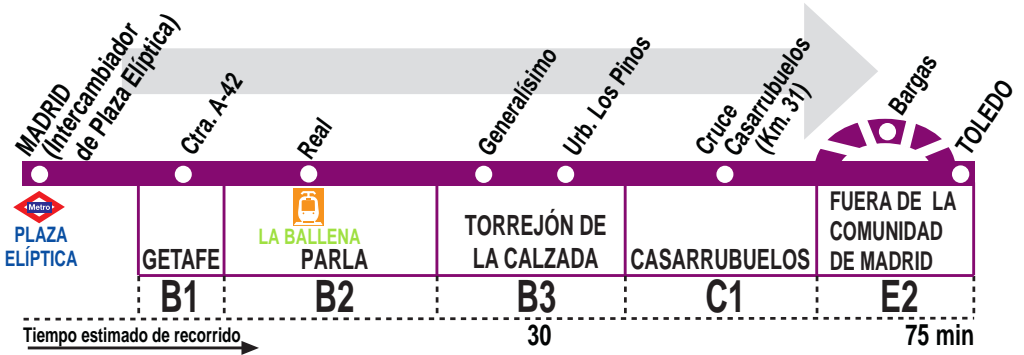 MADRID
(Intercambiador
de Plaza Elíptica)
Ctra. A-42
Real
Generalísimo
Urb. Los Pinos
Cruce
Casarrubuelos
(Km. 31)
Bargas
TOLEDO
Metro
PLAZA
ELÍPTICA
GETAFE
LA BALLENA
PARLA
TORREJÓN DE
LA CALZADA
CASARRUBUELOS
FUERA DE LA
COMUNIDAD
DE MADRID
B1
B2
B3
C1
E2
Tiempo estimado de recorrido
30
75 min